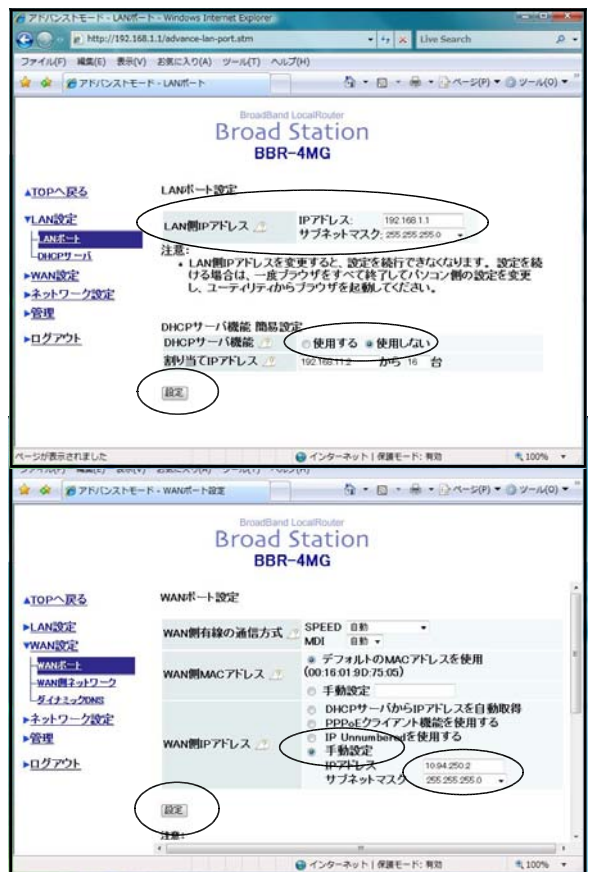 アドバンストモード - LANポート - Windows Internet Explorer
http://192.168.1.1/advance-lan-port.stm
Live Search
ファイル(F) 編集(E) 表示(V) お気に入り(A) ツール(T) ヘルプ(H)
アドバンストモード - LANポート
ページ(P) ツール(O)
BroadBand LocalRouter
Broad Station
BBR-4MG
▲TOPへ戻る
▼LAN設定
LANポート
DHCPサーバ
▶WAN設定
▶ネットワーク設定
▶管理
▶ログアウト
LANポート設定
LAN側IPアドレス
IPアドレス: 192.168.1.1
サブネットマスク: 255.255.255.0
注意:
• LAN側IPアドレスを変更すると、設定を続行できなくなります。 設定を続
ける場合は、一度ブラウザをすべて終了してパソコン側の設定を変更
し、ユーティリティからブラウザを起動してください。
DHCPサーバ機能 簡易設定
DHCPサーバ機能 使用する 使用しない
割り当てIPアドレス 192.168.11.2 から 16 台
設定
ページが表示されました
インターネット | 保護モード: 有効 100%
ファイル(F) 編集(E) 表示(V) お気に入り(A) ツール(T) ヘルプ(H)
アドバンストモード - WANポート設定
ページ(P) ツール(O)
BroadBand LocalRouter
Broad Station
BBR-4MG
▲TOPへ戻る
▶LAN設定
▼WAN設定
WANポート
WAN側ネットワーク
ダイナミックDNS
▶ネットワーク設定
▶管理
▶ログアウト
WANポート設定
WAN側有線の通信方式
SPEED 自動
MDI 自動
WAN側MACアドレス
デフォルトのMACアドレスを使用
(00:16:01:9D:75:05)
手動設定
WAN側IPアドレス
DHCPサーバからIPアドレスを自動取得
PPPoEクライアント機能を使用する
IP Unnumberedを使用する
手動設定
IPアドレス 10.94.250.2
サブネットマスク 255.255.255.0
設定
注意:
インターネット | 保護モード: 有効 100%